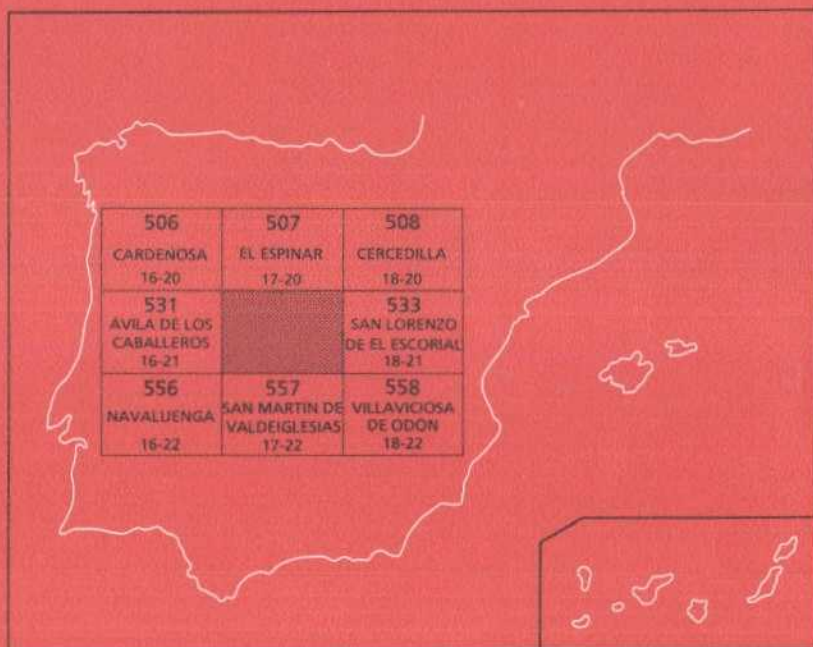 506
CARDEÑOSA
16-20
507
EL ESPINAR
17-20
508
CERCEDILLA
18-20
531
AVILA DE LOS
CABALLEROS
16-21
533
SAN LORENZO
DE EL ESCORIAL
18-21
556
NAVALUENGA
16-22
557
SAN MARTIN DE
VALDEIGLESIAS
17-22
558
VILLAVICIOSA
DE ODÓN
18-22